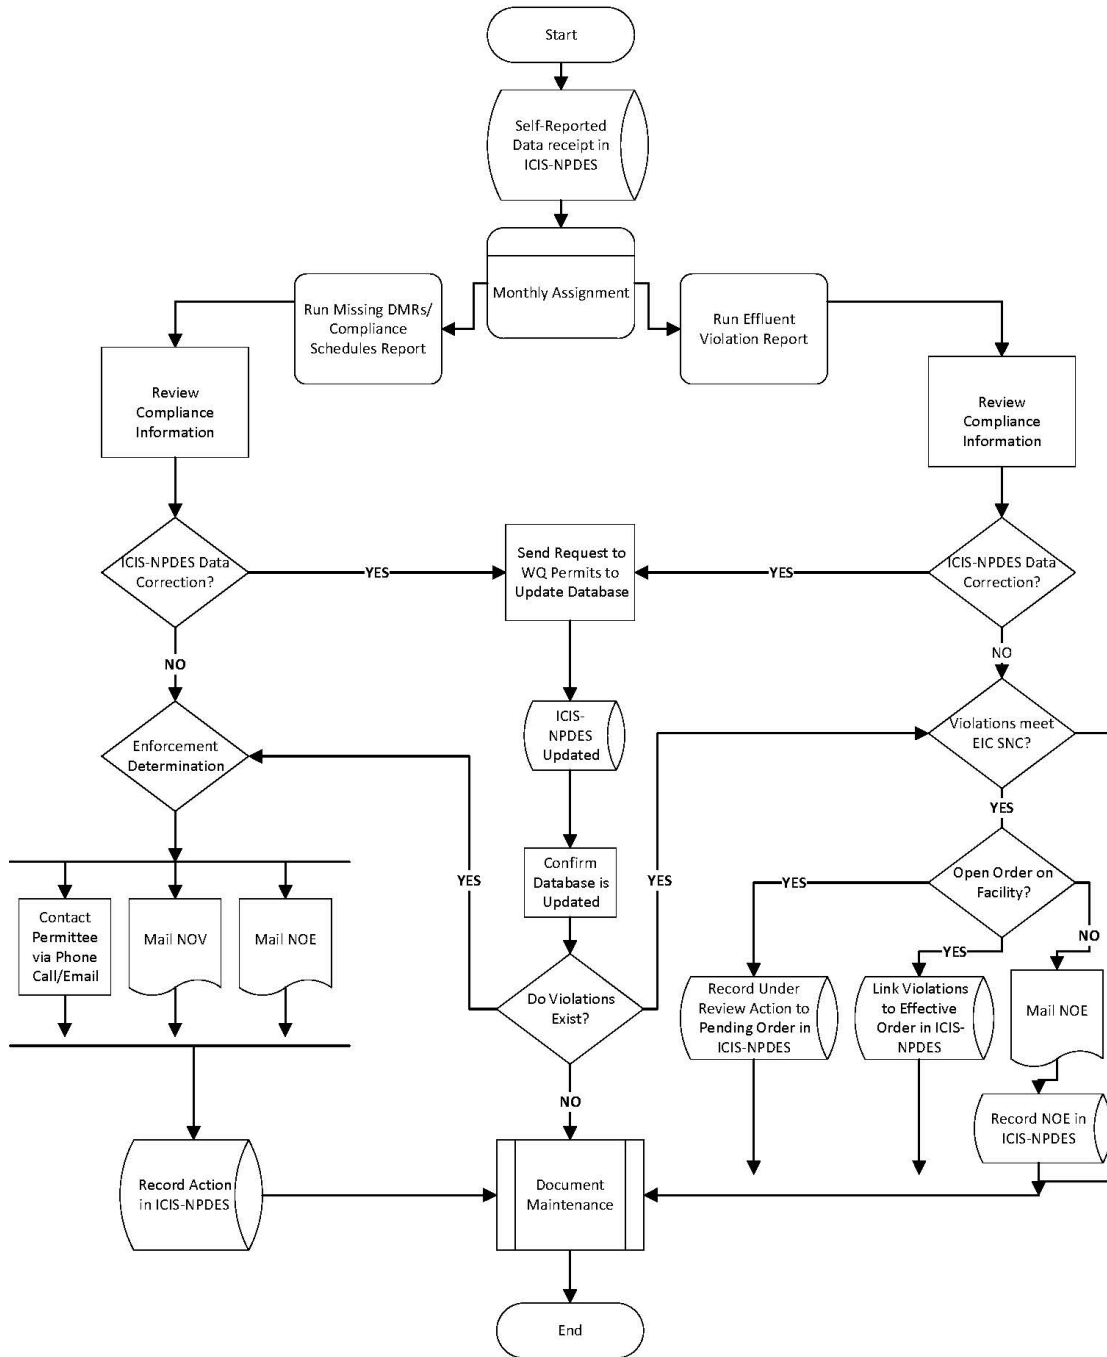 Start
Self-Reported
Data receipt in
ICIS-NPDES
Monthly Assignment
Run Missing DMRs/
Compliance
Schedules Report
Run Effluent
Violation Report
Review
Compliance
Information
Review
Compliance
Information
ICIS-NPDES Data
Correction?
YES
Send Request to
WQ Permits to
Update Database
YES
ICIS-NPDES Data
Correction?
NO
NO
Enforcement
Determination
ICIS-
NPDES
Updated
Violations meet
EIC SNC?
YES
Confirm
Database is
Updated
YES
YES
Open Order on
Facility?
YES
NO
YES
Contact
Permittee
via Phone
Call/Email
Mail NOV
Mail NOE
Do Violations
Exist?
Record Under
Review Action to
Pending Order in
ICIS-NPDES
Link Violations
to Effective
Order in ICIS-
NPDES
Mail NOE
NO
Record NOE in
ICIS-NPDES
Record Action
in ICIS-NPDES
Document
Maintenance
End